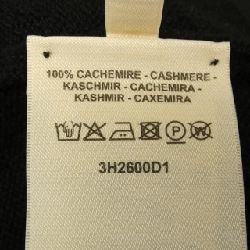 100% CACHEMIRE - CASHMERE -
KASCHMIR - CACHEMIRA -
KASHMIR - CAXEMIRA
3H2600D1